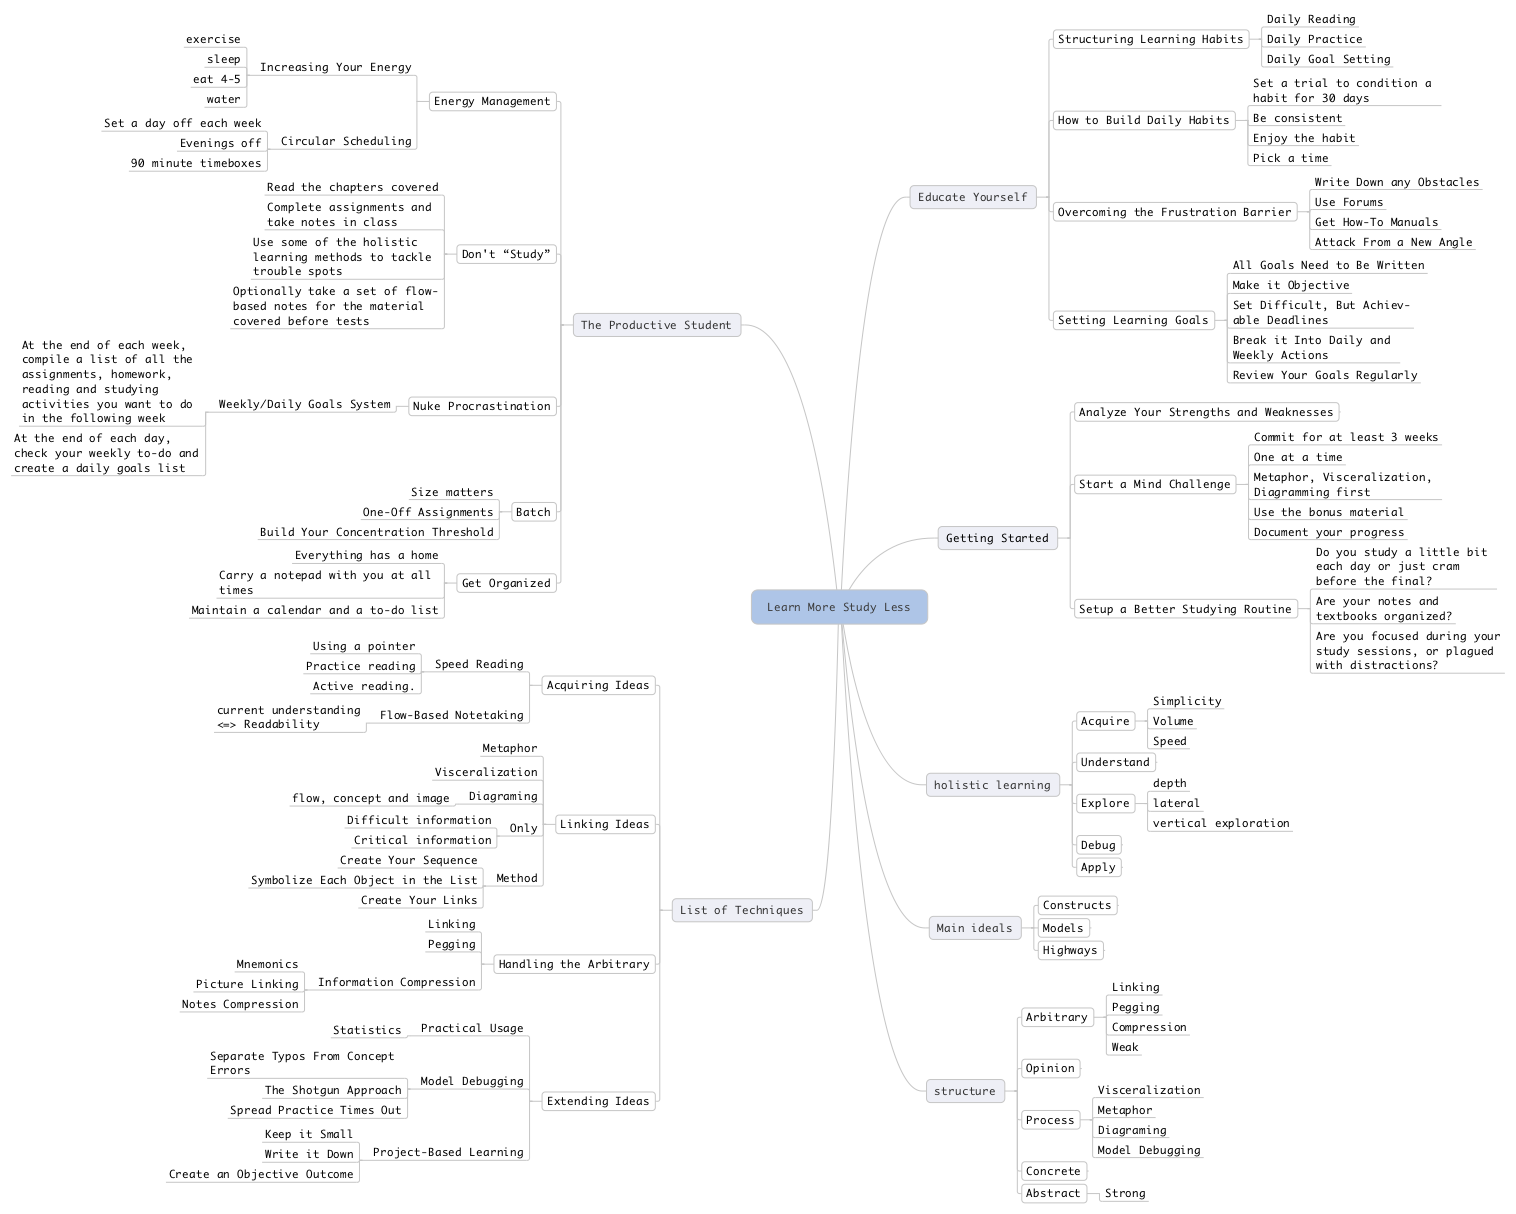 Learn More Study Less
Educate Yourself
Structuring Learning Habits
Daily Reading
Daily Practice
Daily Goal Setting
How to Build Daily Habits
Set a trial to condition a
habit for 30 days
Be consistent
Enjoy the habit
Pick a time
Overcoming the Frustration Barrier
Write Down any Obstacles
Use Forums
Get How-To Manuals
Attack From a New Angle
Setting Learning Goals
All Goals Need to Be Written
Make it Objective
Set Difficult, But Achiev-
able Deadlines
Break it Into Daily and
Weekly Actions
Review Your Goals Regularly
Getting Started
Analyze Your Strengths and Weaknesses
Start a Mind Challenge
Commit for at least 3 weeks
One at a time
Metaphor, Visceralization,
Diagramming first
Use the bonus material
Document your progress
Setup a Better Studying Routine
Do you study a little bit
each day or just cram
before the final?
Are your notes and
textbooks organized?
Are you focused during your
study sessions, or plagued
with distractions?
holistic learning
Acquire
Simplicity
Volume
Speed
Understand
Explore
depth
lateral
vertical exploration
Debug
Apply
Main ideals
Constructs
Models
Highways
structure
Arbitrary
Linking
Pegging
Compression
Weak
Opinion
Process
Visceralization
Metaphor
Diagraming
Model Debugging
Concrete
Abstract
Strong
The Productive Student
Energy Management
Increasing Your Energy
exercise
sleep
eat 4-5
water
Circular Scheduling
Set a day off each week
Evenings off
90 minute timeboxes
Don't “Study”
Read the chapters covered
Complete assignments and
take notes in class
Use some of the holistic
learning methods to tackle
trouble spots
Optionally take a set of flow-
based notes for the material
covered before tests
Nuke Procrastination
Weekly/Daily Goals System
At the end of each week,
compile a list of all the
assignments, homework,
reading and studying
activities you want to do
in the following week
At the end of each day,
check your weekly to-do and
create a daily goals list
Batch
Size matters
One-Off Assignments
Build Your Concentration Threshold
Get Organized
Everything has a home
Carry a notepad with you at all
times
Maintain a calendar and a to-do list
List of Techniques
Acquiring Ideas
Speed Reading
Using a pointer
Practice reading
Active reading.
Flow-Based Notetaking
current understanding
<=> Readability
Linking Ideas
Metaphor
Visceralization
Diagraming
flow, concept and image
Only
Difficult information
Critical information
Method
Create Your Sequence
Symbolize Each Object in the List
Create Your Links
Handling the Arbitrary
Linking
Pegging
Information Compression
Mnemonics
Picture Linking
Notes Compression
Extending Ideas
Practical Usage
Statistics
Model Debugging
Separate Typos From Concept
Errors
The Shotgun Approach
Spread Practice Times Out
Project-Based Learning
Keep it Small
Write it Down
Create an Objective Outcome